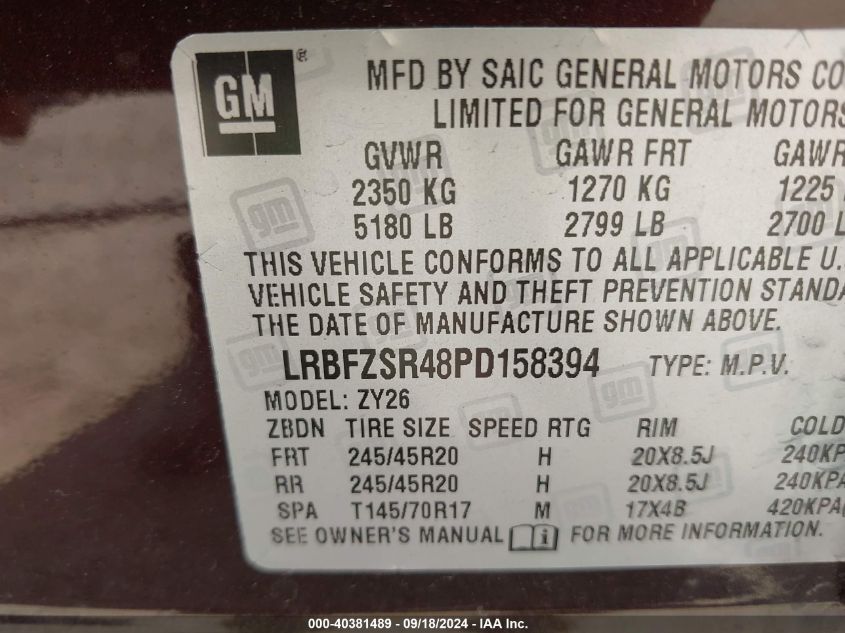 GM ®
MFD BY SAIC GENERAL MOTORS CO
LIMITED FOR GENERAL MOTORS
GVWR GAWR FRT GAWR
2350 KG 1270 KG 1225
5180 LB 2799 LB 2700 L
THIS VEHICLE CONFORMS TO ALL APPLICABLE U.
VEHICLE SAFETY AND THEFT PREVENTION STANDA
THE DATE OF MANUFACTURE SHOWN ABOVE.
LRBFZSR48PD158394 TYPE: M.P.V.
MODEL: ZY26
ZBDN TIRE SIZE SPEED RTG RIM COLD
FRT 245/45R20 H 20X8.5J 240KP
RR 245/45R20 H 20X8.5J 240KPA
SPA T145/70R17 M 17X4B 420KPA(
SEE OWNER'S MANUAL i FOR MORE INFORMATION.
000-40381489 - 09/18/2024 - IAA Inc.